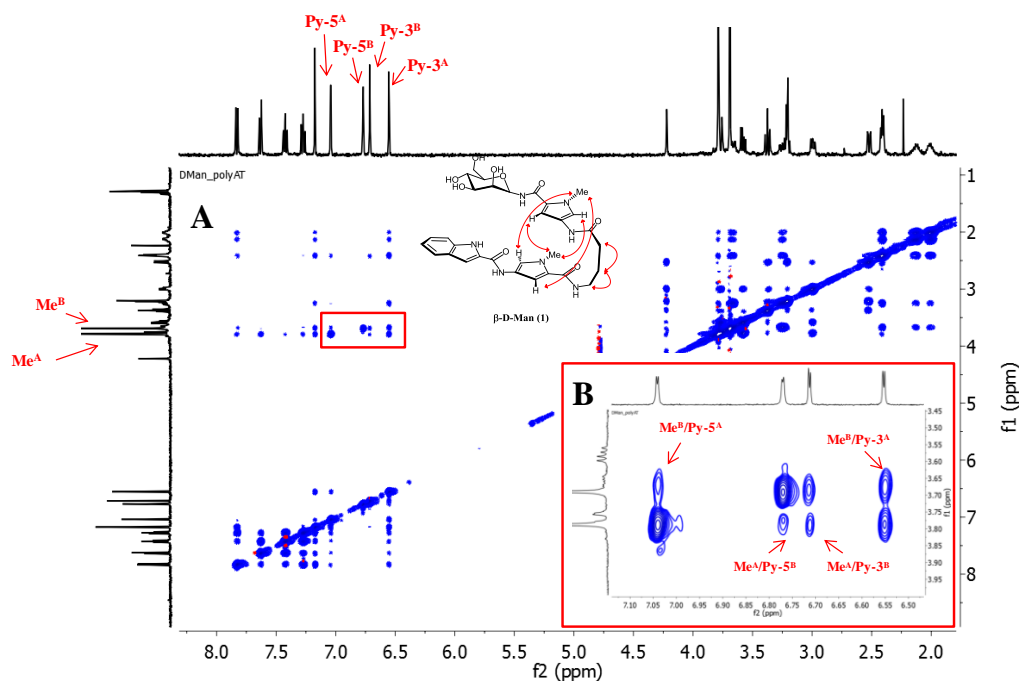 Py-5ᴬ
Py-5ᴮ
Py-3ᴮ
Py-3ᴬ
DMan_polyAT
A
Meᴮ
Meᴬ
OH
OH
HO
HO
O
O
N
H
N
Me
H
H
NH
O
H
N
Me
NH
O
NH
H
O
NH
β-D-Man (1)
1
2
3
4
5
6
7
8
f1 (ppm)
B
DMan_polyAT
Meᴮ/Py-5ᴬ
Meᴮ/Py-3ᴬ
Meᴬ/Py-5ᴮ
Meᴬ/Py-3ᴮ
3.45
3.50
3.55
3.60
3.65
3.70
3.75
3.80
3.85
3.90
3.95
f1 (ppm)
7.10 7.05 7.00 6.95 6.90 6.85 6.80 6.75 6.70 6.65 6.60 6.55 6.50
f2 (ppm)
8.0 7.5 7.0 6.5 6.0 5.5 5.0 4.5 4.0 3.5 3.0 2.5 2.0
f2 (ppm)